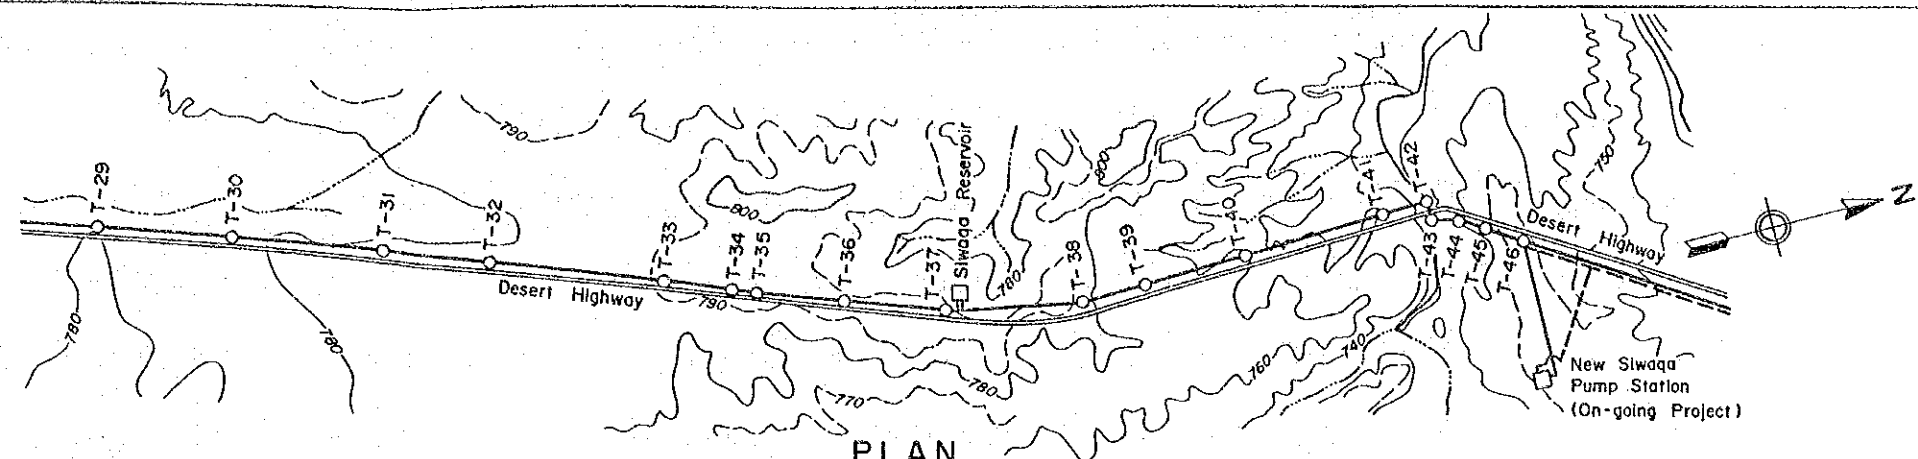 T-29
T-30
T-31
T-32
T-33
T-34
T-35
T-36
T-37
Siwaqa Reservoir
T-38
T-39
T-40
T-41
T-42
T-43
T-44
T-45
T-46
Desert Highway
Desert Highway
790
800
800
750
780
780
780
790
780
770
760
740
N
New Siwaqa
Pump Station
(On-going Project)
PLAN